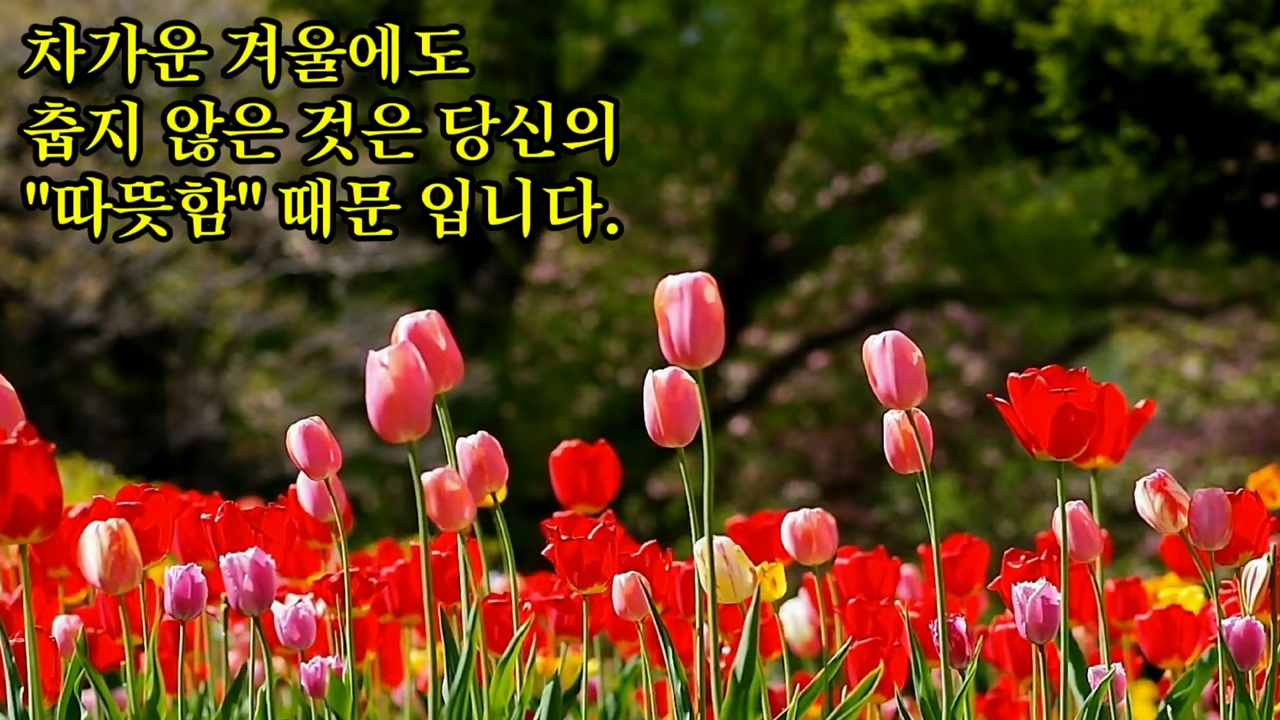 차가운 겨울에도
춥지 않은 것은 당신의
"따뜻함" 때문 입니다.